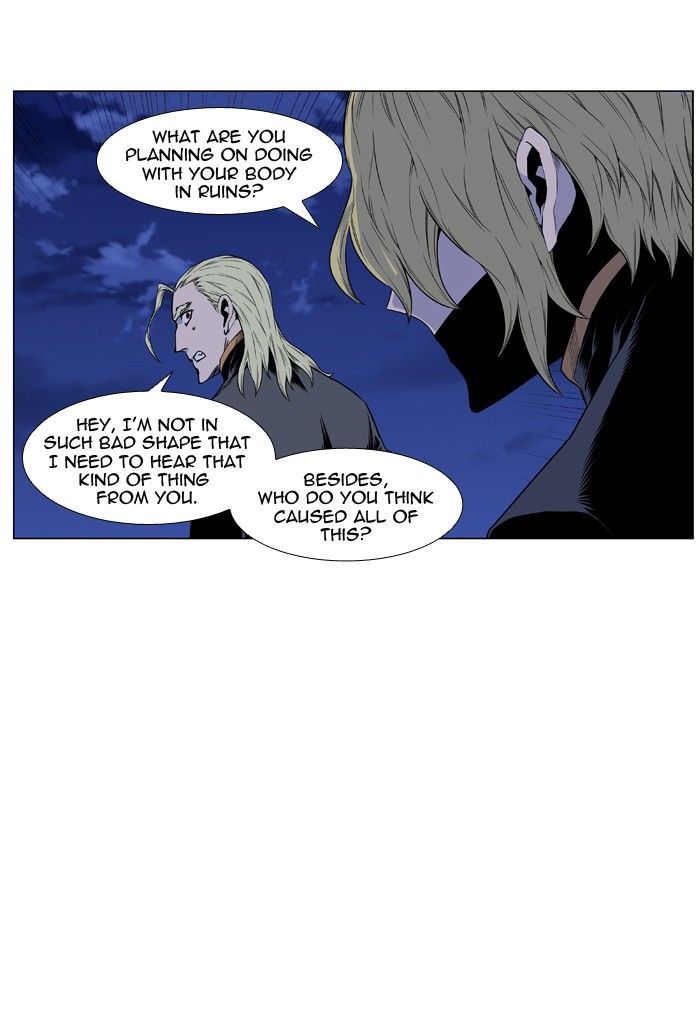 WHAT ARE YOU
PLANNING ON DOING
WITH YOUR BODY
IN RUINS?
HEY, I'M NOT IN
SUCH BAD SHAPE THAT
I NEED TO HEAR THAT
KIND OF THING
FROM YOU.
BESIDES,
WHO DO YOU THINK
CAUSED ALL OF
THIS?